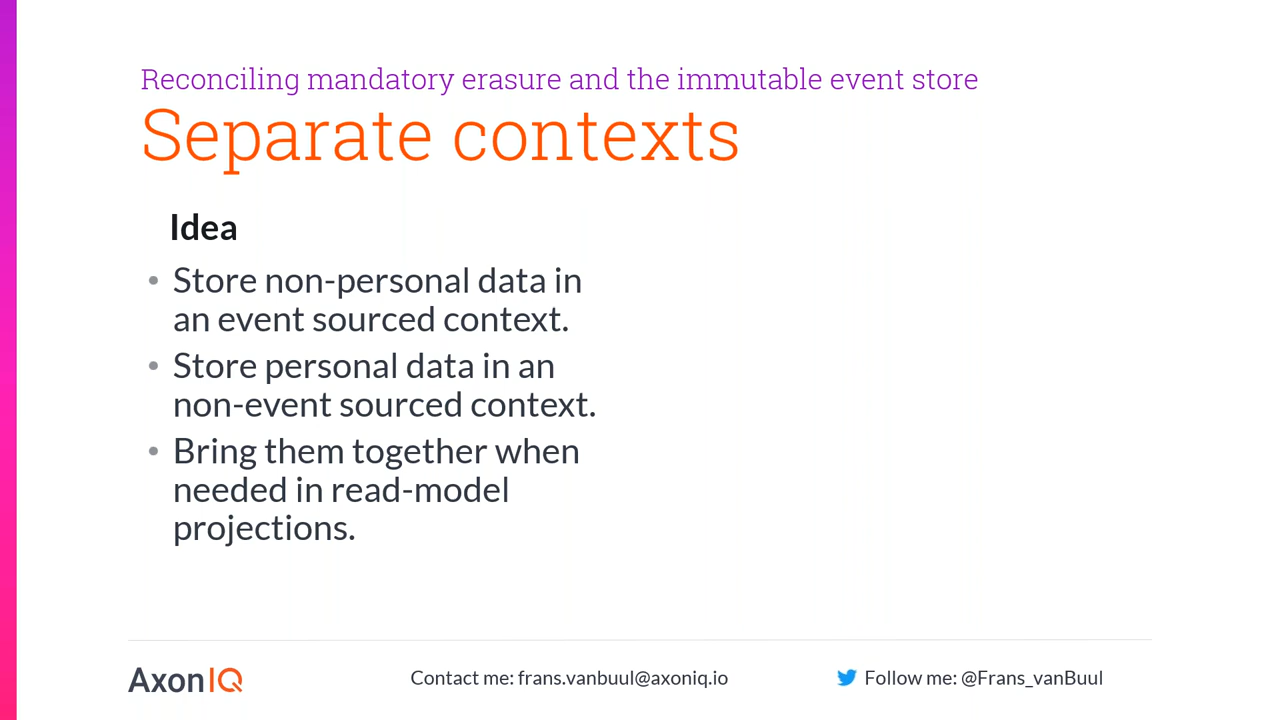 Reconciling mandatory erasure and the immutable event store
Separate contexts
Idea
• Store non-personal data in
an event sourced context.
• Store personal data in an
non-event sourced context.
• Bring them together when
needed in read-model
projections.
AxonIQ
Contact me: frans.vanbuul@axoniq.io
Follow me: @Frans_vanBuul